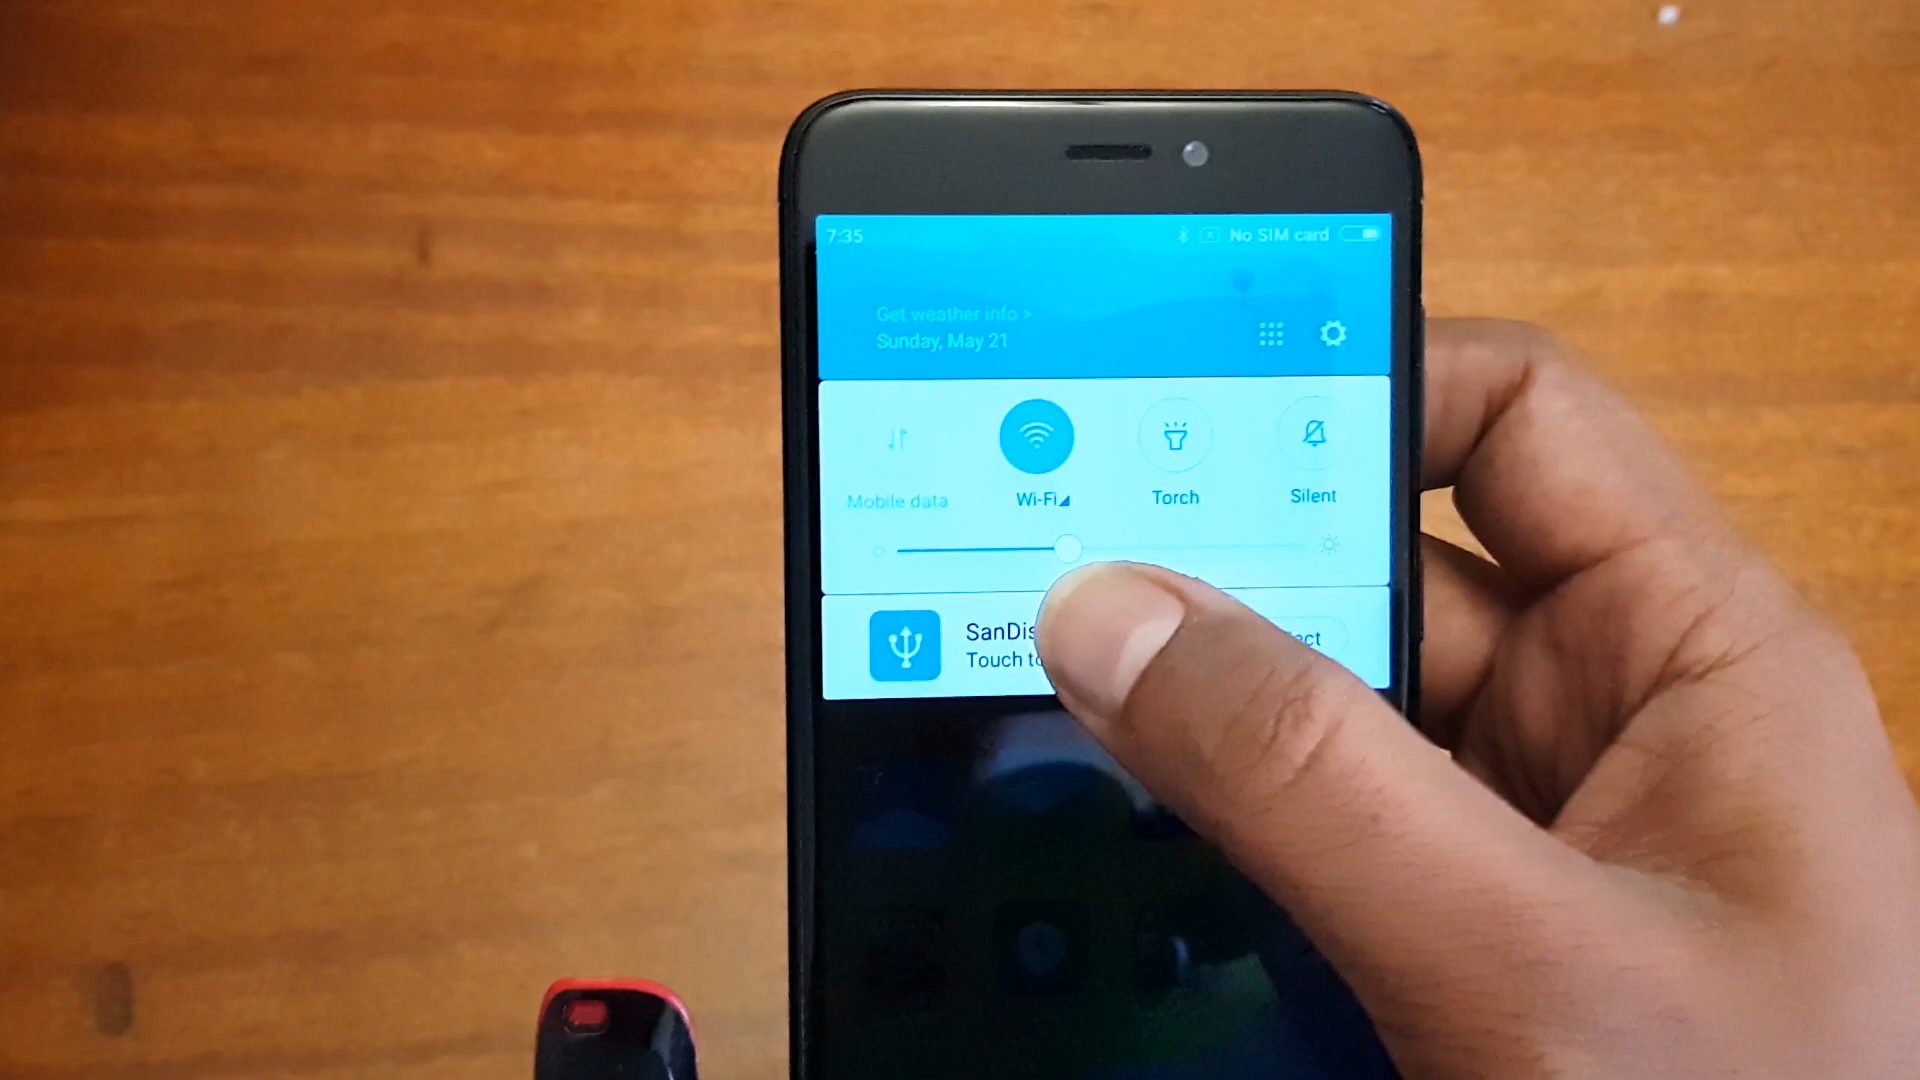 7:35 No SIM card
Get weather info >
Sunday, May 21
Mobile data Wi-Fi Torch Silent
SanDis
Touch to